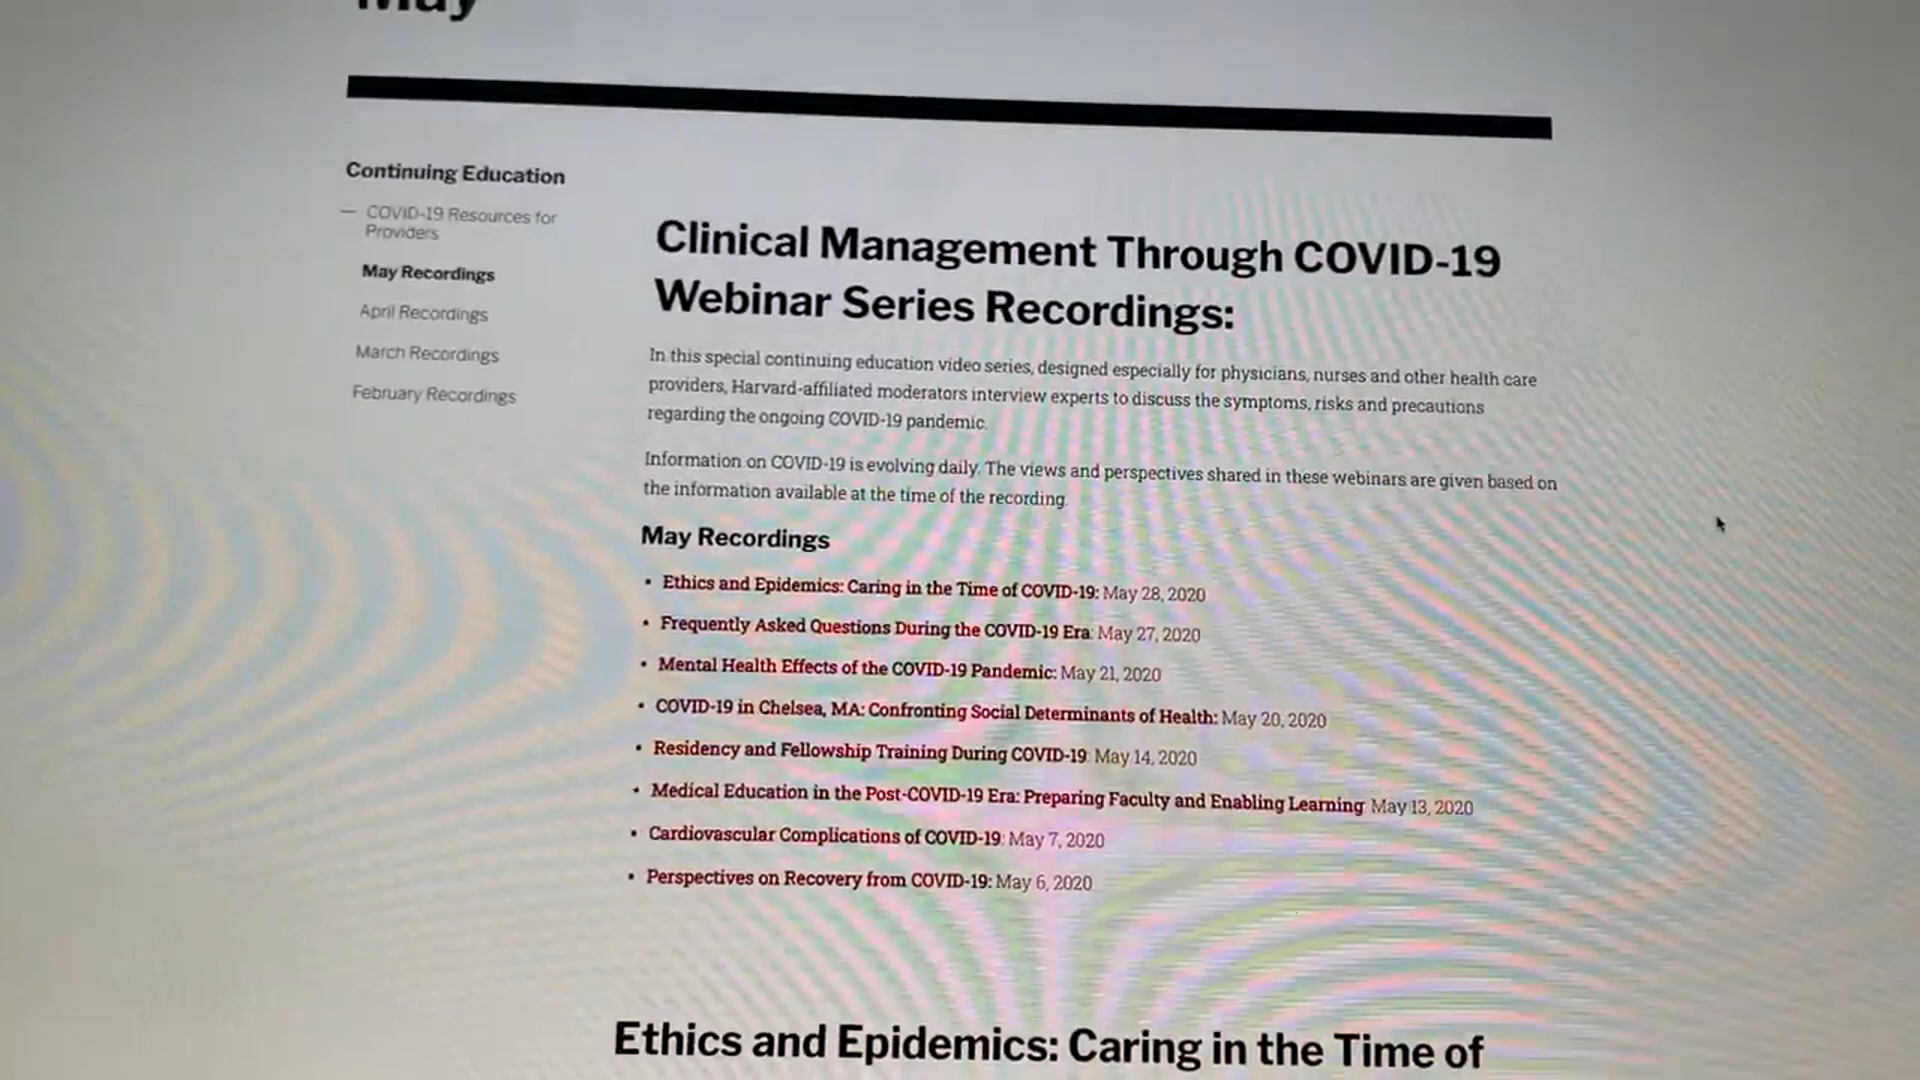 May
Continuing Education
— COVID-19 Resources for
Providers
May Recordings
April Recordings
March Recordings
February Recordings
Clinical Management Through COVID-19
Webinar Series Recordings:
In this special continuing education video series, designed especially for physicians, nurses and other health care
providers, Harvard-affiliated moderators interview experts to discuss the symptoms, risks and precautions
regarding the ongoing COVID-19 pandemic.
Information on COVID-19 is evolving daily. The views and perspectives shared in these webinars are given based on
the information available at the time of the recording.
May Recordings
• Ethics and Epidemics: Caring in the Time of COVID-19: May 28, 2020
• Frequently Asked Questions During the COVID-19 Era: May 27, 2020
• Mental Health Effects of the COVID-19 Pandemic: May 21, 2020
• COVID-19 in Chelsea, MA: Confronting Social Determinants of Health: May 20, 2020
• Residency and Fellowship Training During COVID-19: May 14, 2020
• Medical Education in the Post-COVID-19 Era: Preparing Faculty and Enabling Learning: May 13, 2020
• Cardiovascular Complications of COVID-19: May 7, 2020
• Perspectives on Recovery from COVID-19: May 6, 2020
Ethics and Epidemics: Caring in the Time of